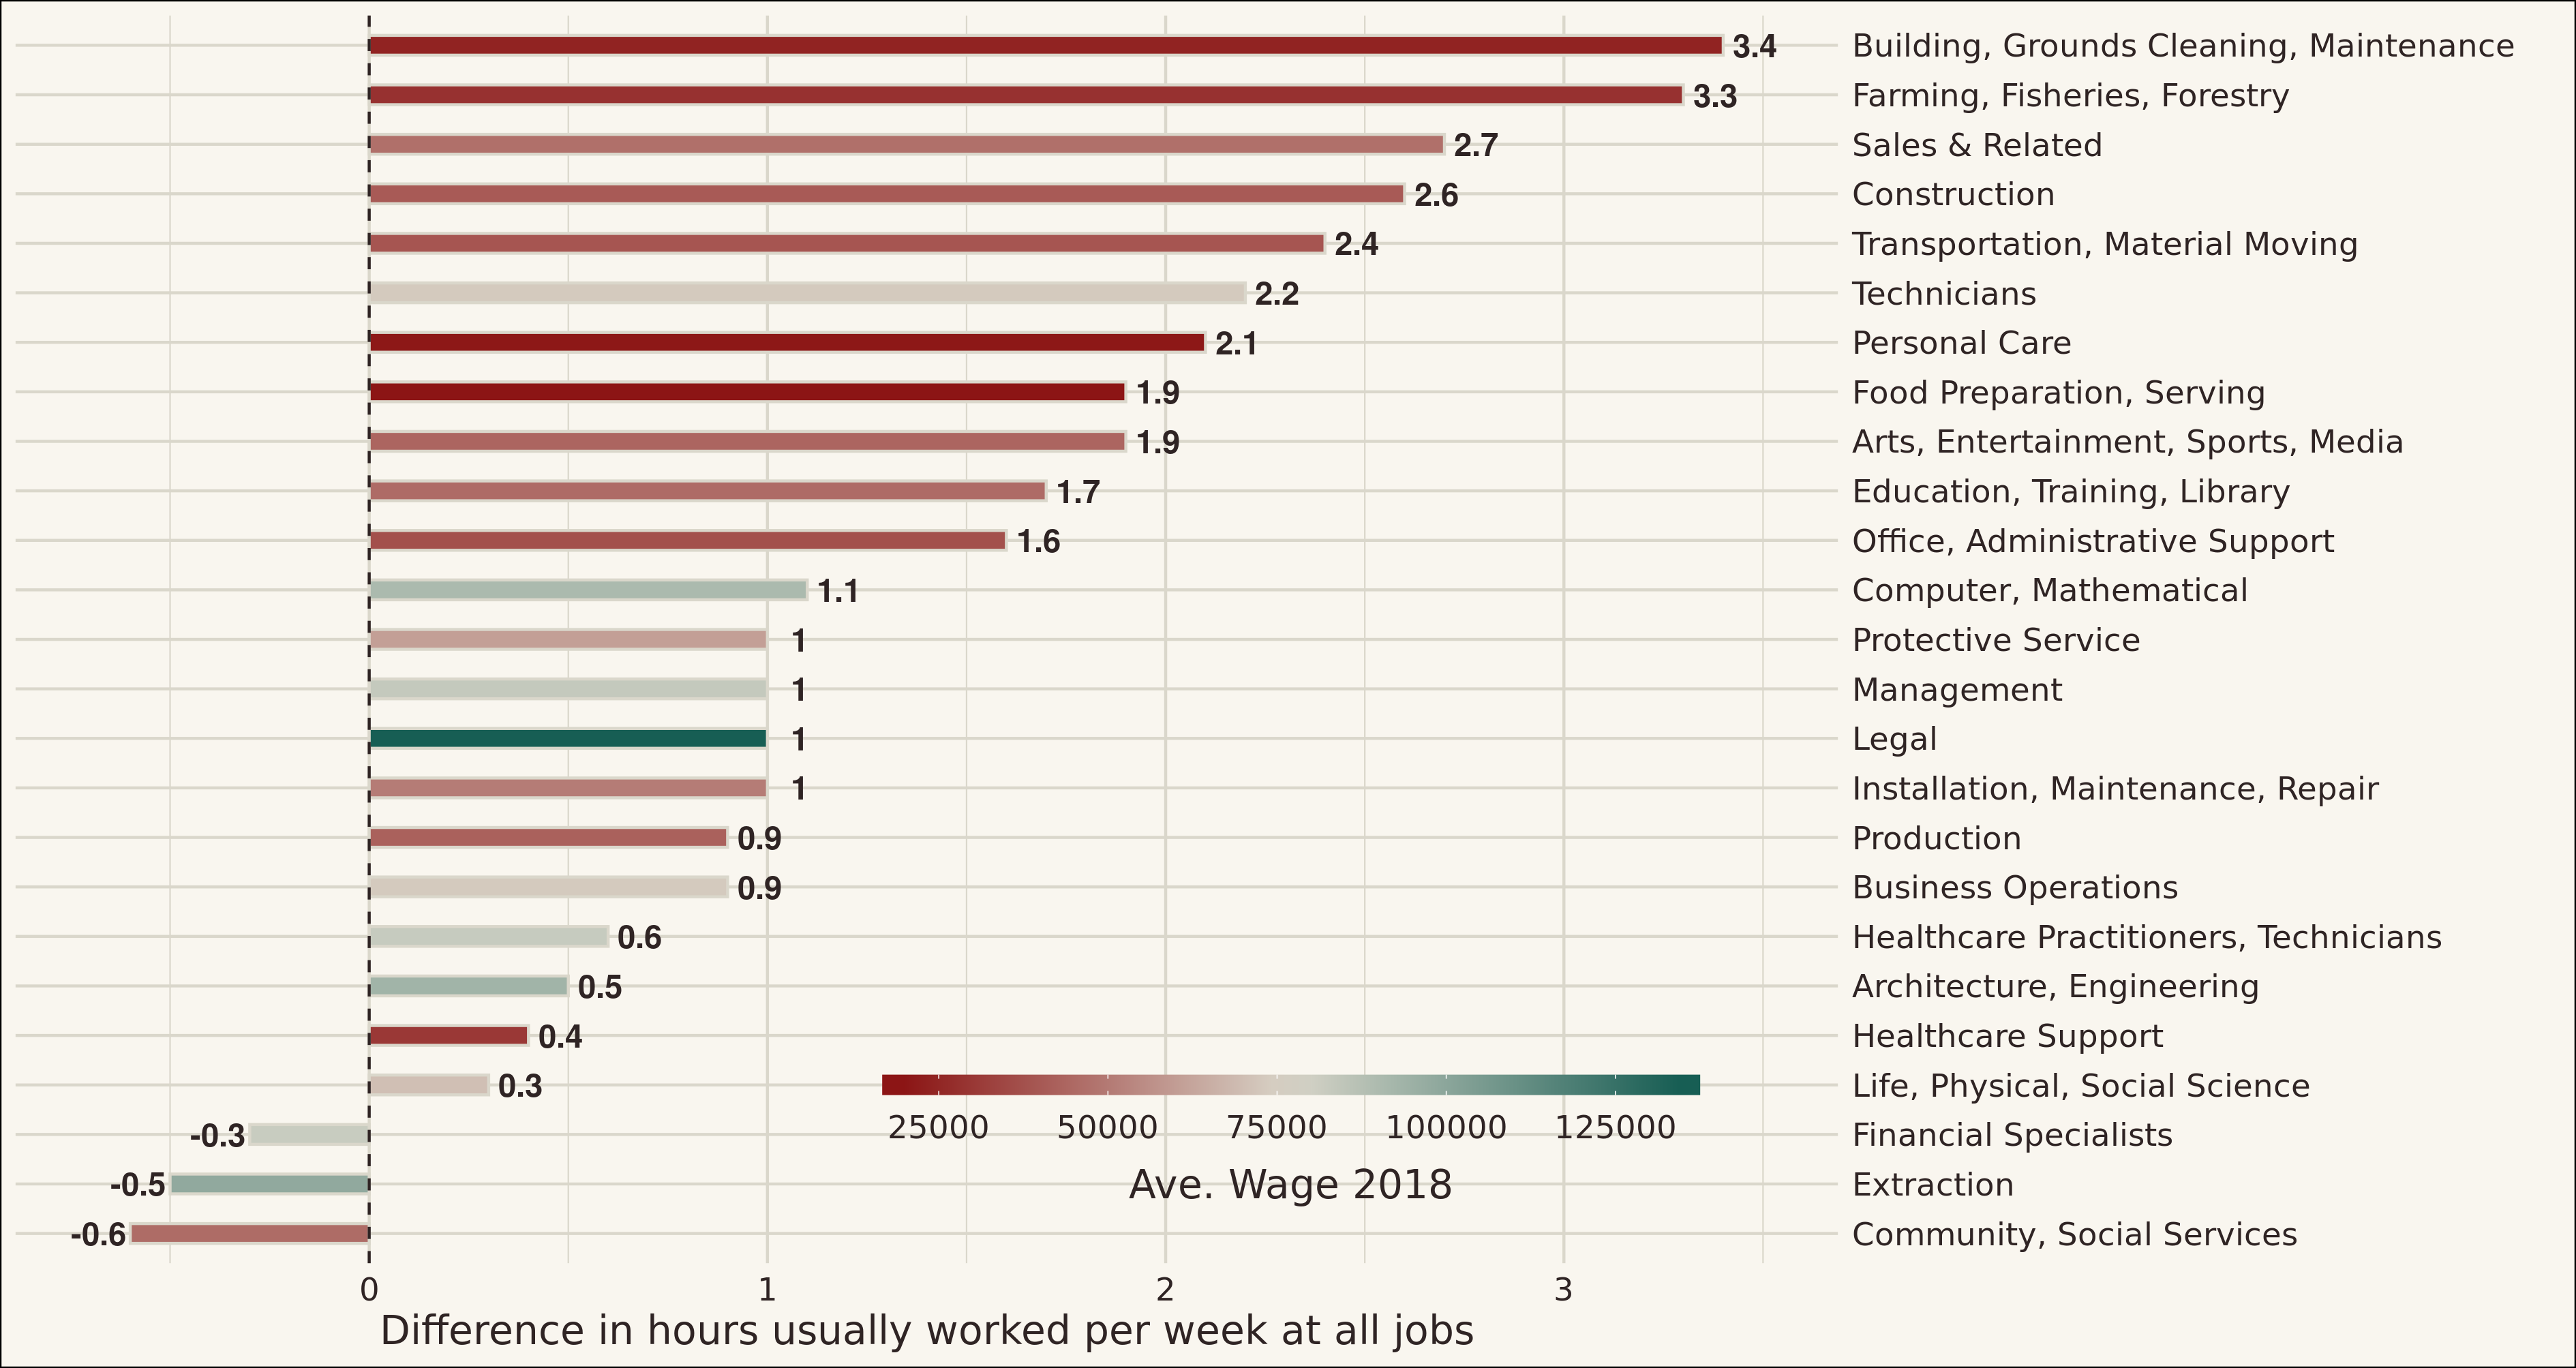 3.4 Building, Grounds Cleaning, Maintenance
3.3 Farming, Fisheries, Forestry
2.7 Sales & Related
2.6 Construction
2.4 Transportation, Material Moving
2.2 Technicians
2.1 Personal Care
1.9 Food Preparation, Serving
1.9 Arts, Entertainment, Sports, Media
1.7 Education, Training, Library
1.6 Office, Administrative Support
1.1 Computer, Mathematical
1 Protective Service
1 Management
1 Legal
1 Installation, Maintenance, Repair
0.9 Production
0.9 Business Operations
0.6 Healthcare Practitioners, Technicians
0.5 Architecture, Engineering
0.4 Healthcare Support
0.3 Life, Physical, Social Science
-0.3 25000 50000 75000 100000 125000 Financial Specialists
-0.5 Ave. Wage 2018 Extraction
-0.6 Community, Social Services
0 1 2 3
Difference in hours usually worked per week at all jobs